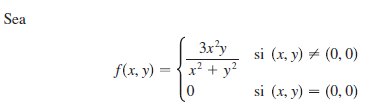 Sea
f(x, y) = { 3x²y / x² + y² si (x, y) ≠ (0, 0)
0 si (x, y) = (0, 0)